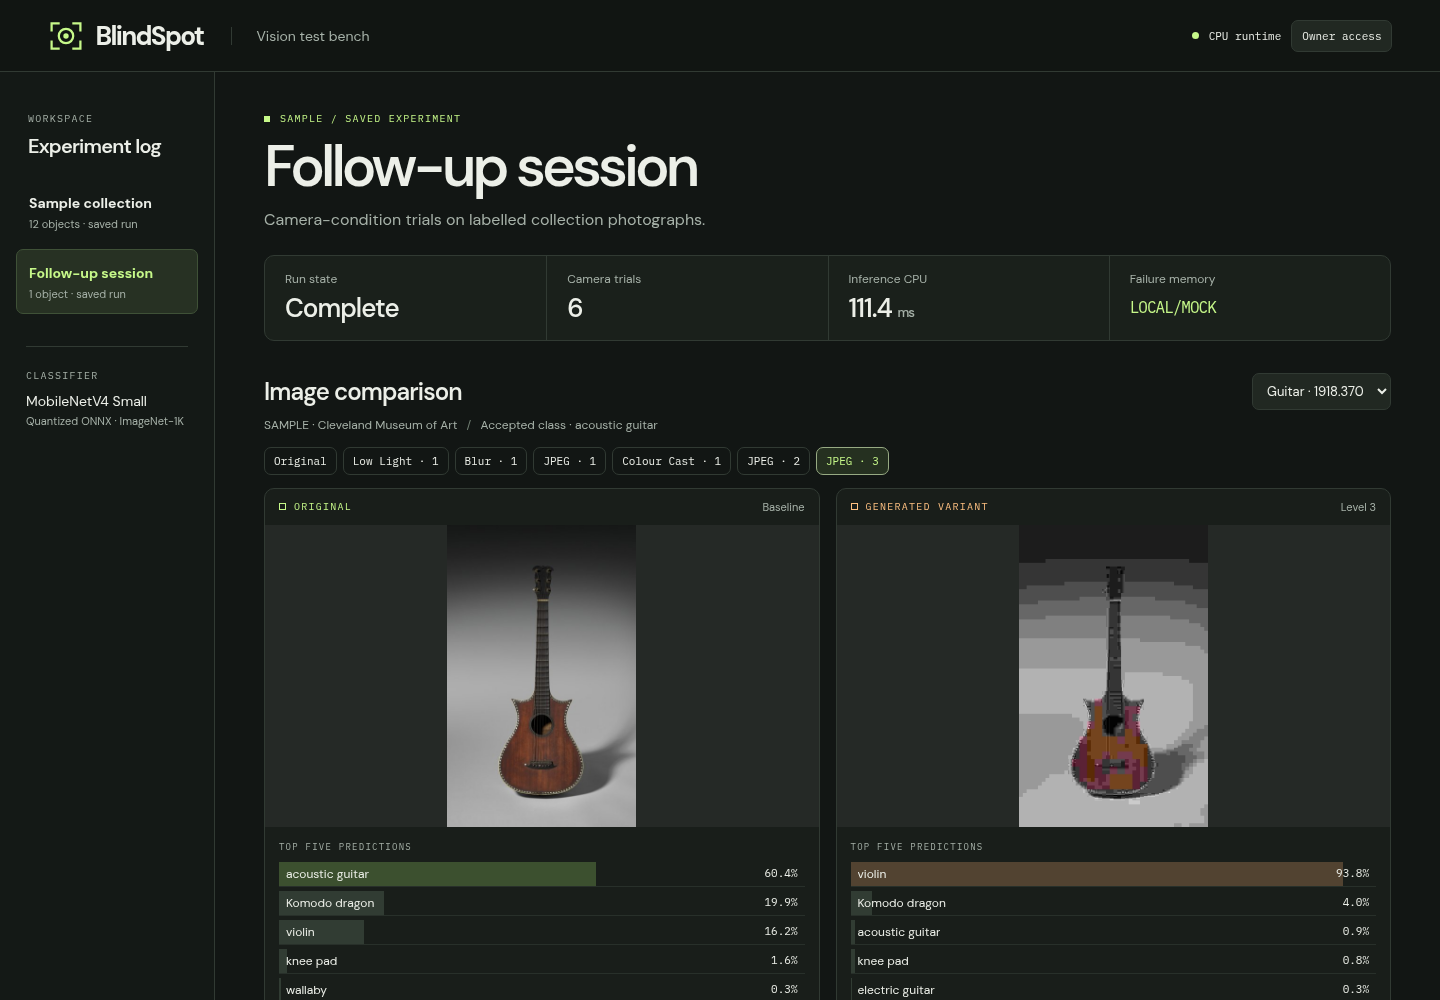 BlindSpot
Vision test bench
CPU runtime
Owner access
WORKSPACE
Experiment log
Sample collection
12 objects · saved run
Follow-up session
1 object · saved run
CLASSIFIER
MobileNetV4 Small
Quantized ONNX · ImageNet-1K
SAMPLE / SAVED EXPERIMENT
Follow-up session
Camera-condition trials on labelled collection photographs.
Run state
Complete
Camera trials
6
Inference CPU
111.4 ms
Failure memory
LOCAL/MOCK
Image comparison
Guitar · 1918.370
SAMPLE · Cleveland Museum of Art / Accepted class · acoustic guitar
Original
Low Light · 1
Blur · 1
JPEG · 1
Colour Cast · 1
JPEG · 2
JPEG · 3
ORIGINAL
Baseline
TOP FIVE PREDICTIONS
acoustic guitar 60.4%
Komodo dragon 19.9%
violin 16.2%
knee pad 1.6%
wallaby 0.3%
GENERATED VARIANT
Level 3
TOP FIVE PREDICTIONS
violin 93.8%
Komodo dragon 4.0%
acoustic guitar 0.9%
knee pad 0.8%
electric guitar 0.3%